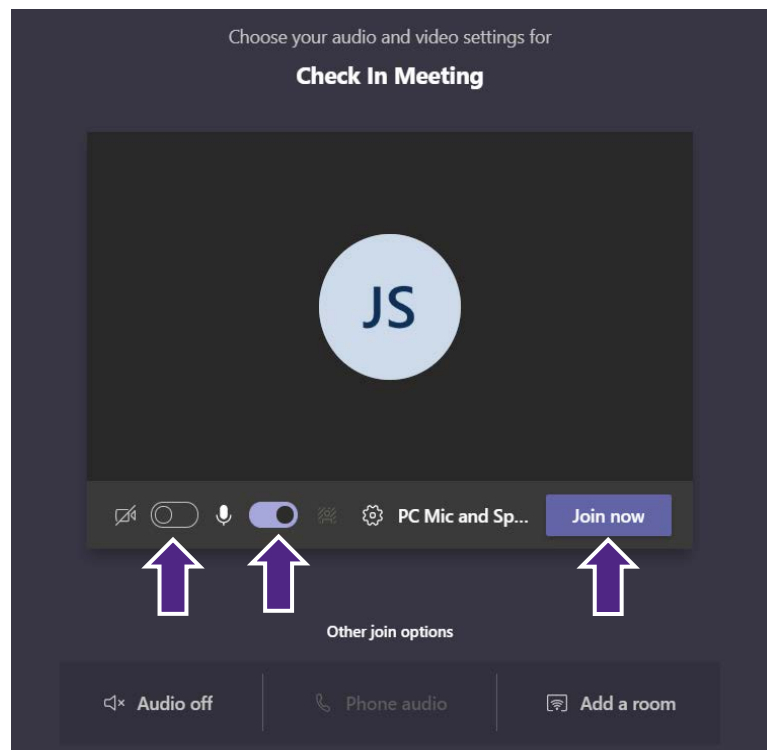 Choose your audio and video settings for
Check In Meeting
JS
PC Mic and Sp... Join now
Other join options
Audio off Phone audio Add a room